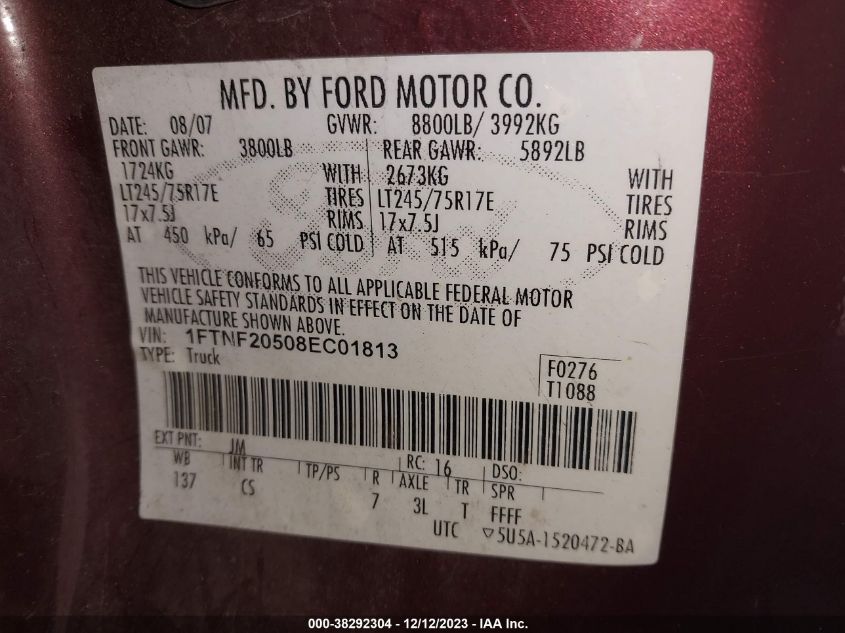 MFD. BY FORD MOTOR CO.
DATE: 08/07 GVWR: 8800LB/ 3992KG
FRONT GAWR: 3800LB REAR GAWR: 5892LB
1724KG WITH 2673KG WITH
LT245/75R17E TIRES LT245/75R17E TIRES
17x7.5J RIMS 17x7.5J RIMS
AT 450 kPa/ 65 PSI COLD AT 515 kPa/ 75 PSI COLD
THIS VEHICLE CONFORMS TO ALL APPLICABLE FEDERAL MOTOR
VEHICLE SAFETY STANDARDS IN EFFECT ON THE DATE OF
MANUFACTURE SHOWN ABOVE.
VIN: 1FTNF20508EC01813
TYPE: Truck
F0276
T1088
EXT PNT: JM RC: 16 DSO:
WB INT TR TP/PS R AXLE TR SPR
137 CS 7 3L T FFFF
UTC ▽5U5A-1520472-BA
000-38292304 - 12/12/2023 - IAA Inc.